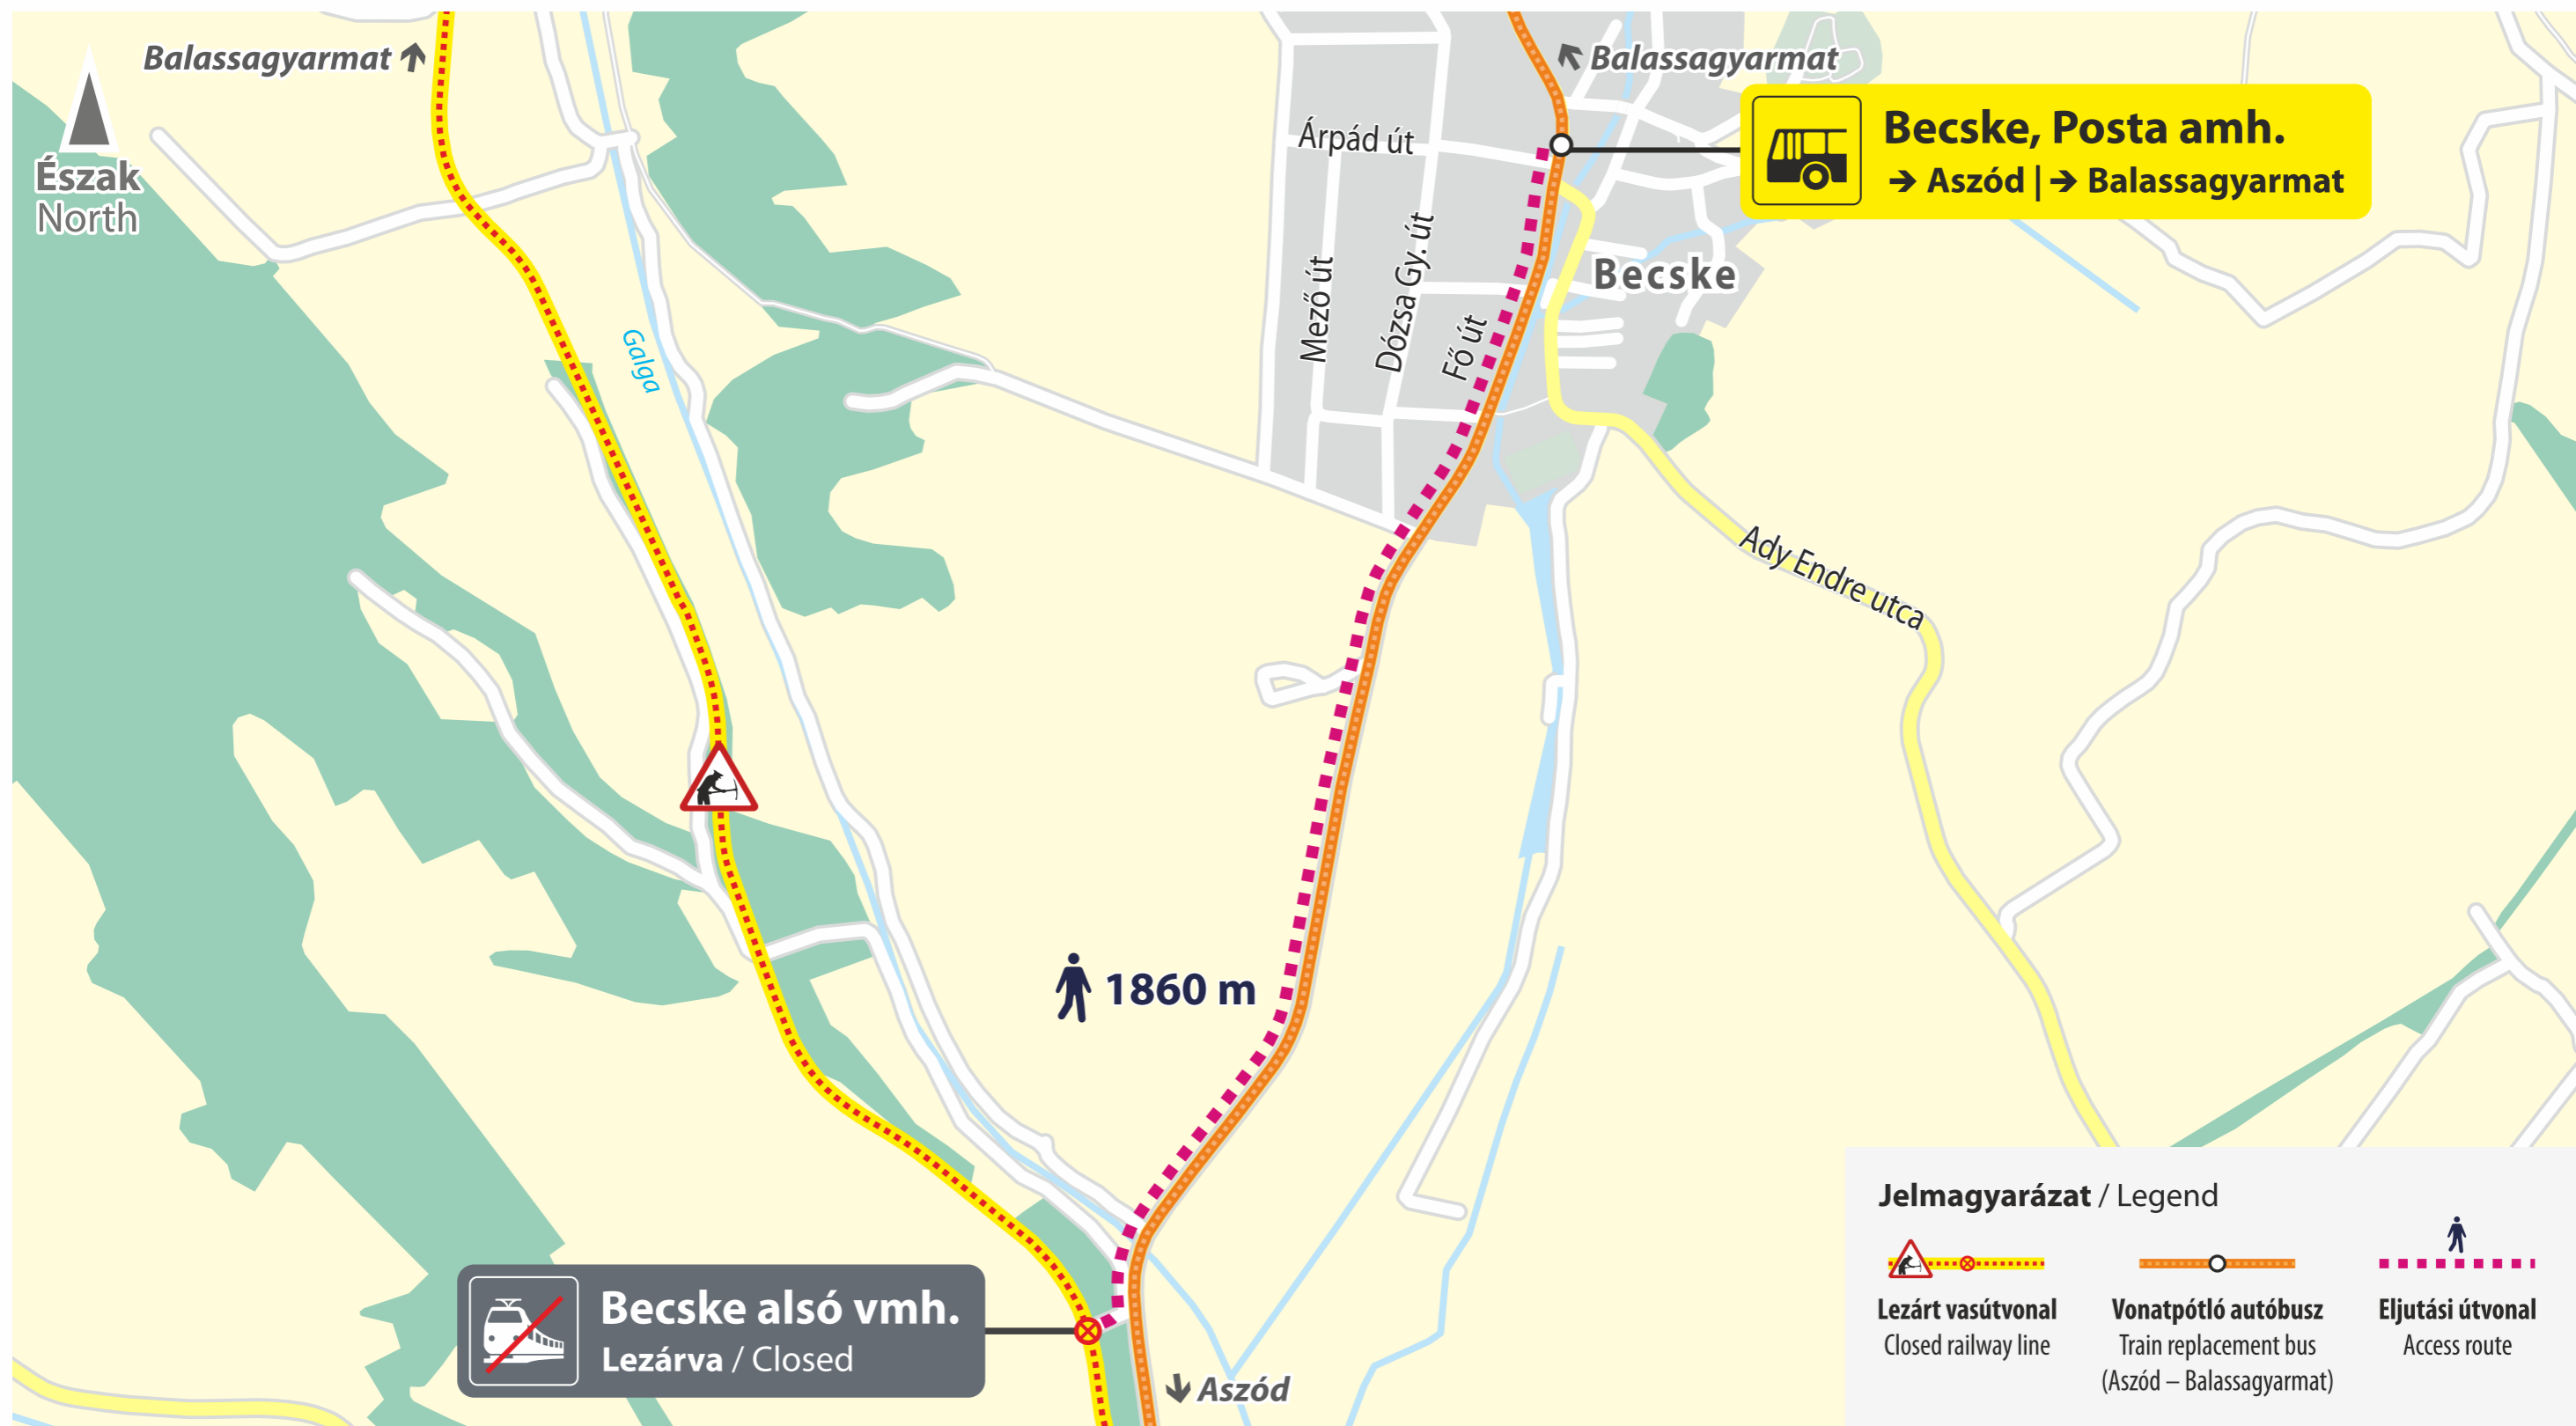 Balassagyarmat
Balassagyarmat
Észak
North
Becske, Posta amh.
➔ Aszód | ➔ Balassagyarmat
Árpád út
Mező út
Dózsa Gy. út
Fő út
Becske
Galga
Ady Endre utca
1860 m
Becske alsó vmh.
Lezárva / Closed
Aszód
Jelmagyarázat / Legend
Lezárt vasútvonal
Closed railway line
Vonatpótló autóbusz
Train replacement bus
(Aszód – Balassagyarmat)
Eljutási útvonal
Access route